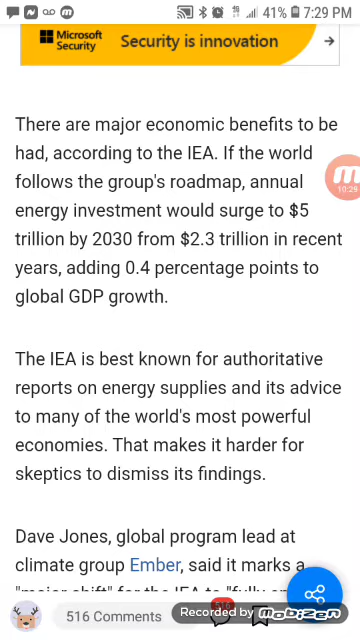 41% 7:29 PM
Microsoft
Security
Security is innovation
There are major economic benefits to be
had, according to the IEA. If the world
follows the group's roadmap, annual
10:29
energy investment would surge to $5
trillion by 2030 from $2.3 trillion in recent
years, adding 0.4 percentage points to
global GDP growth.
The IEA is best known for authoritative
reports on energy supplies and its advice
to many of the world's most powerful
economies. That makes it harder for
skeptics to dismiss its findings.
Dave Jones, global program lead at
climate group Ember, said it marks a
"major shift" for the IEA to "fully
516 Comments
Recorded by mobizen